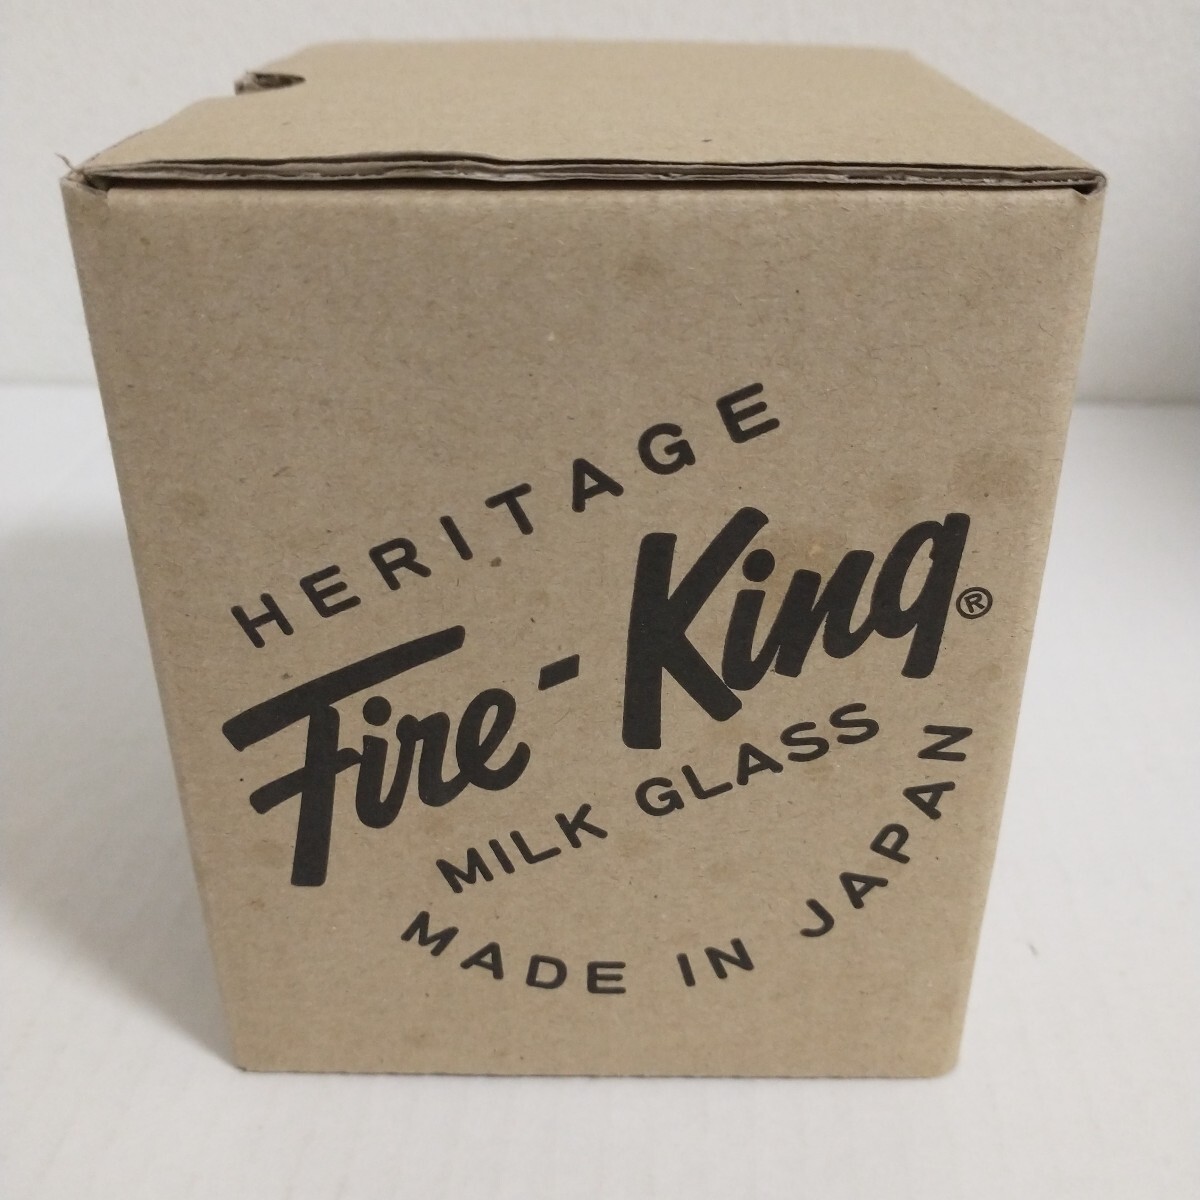 HERITAGE
Fire-King®
MILK GLASS
MADE IN JAPAN